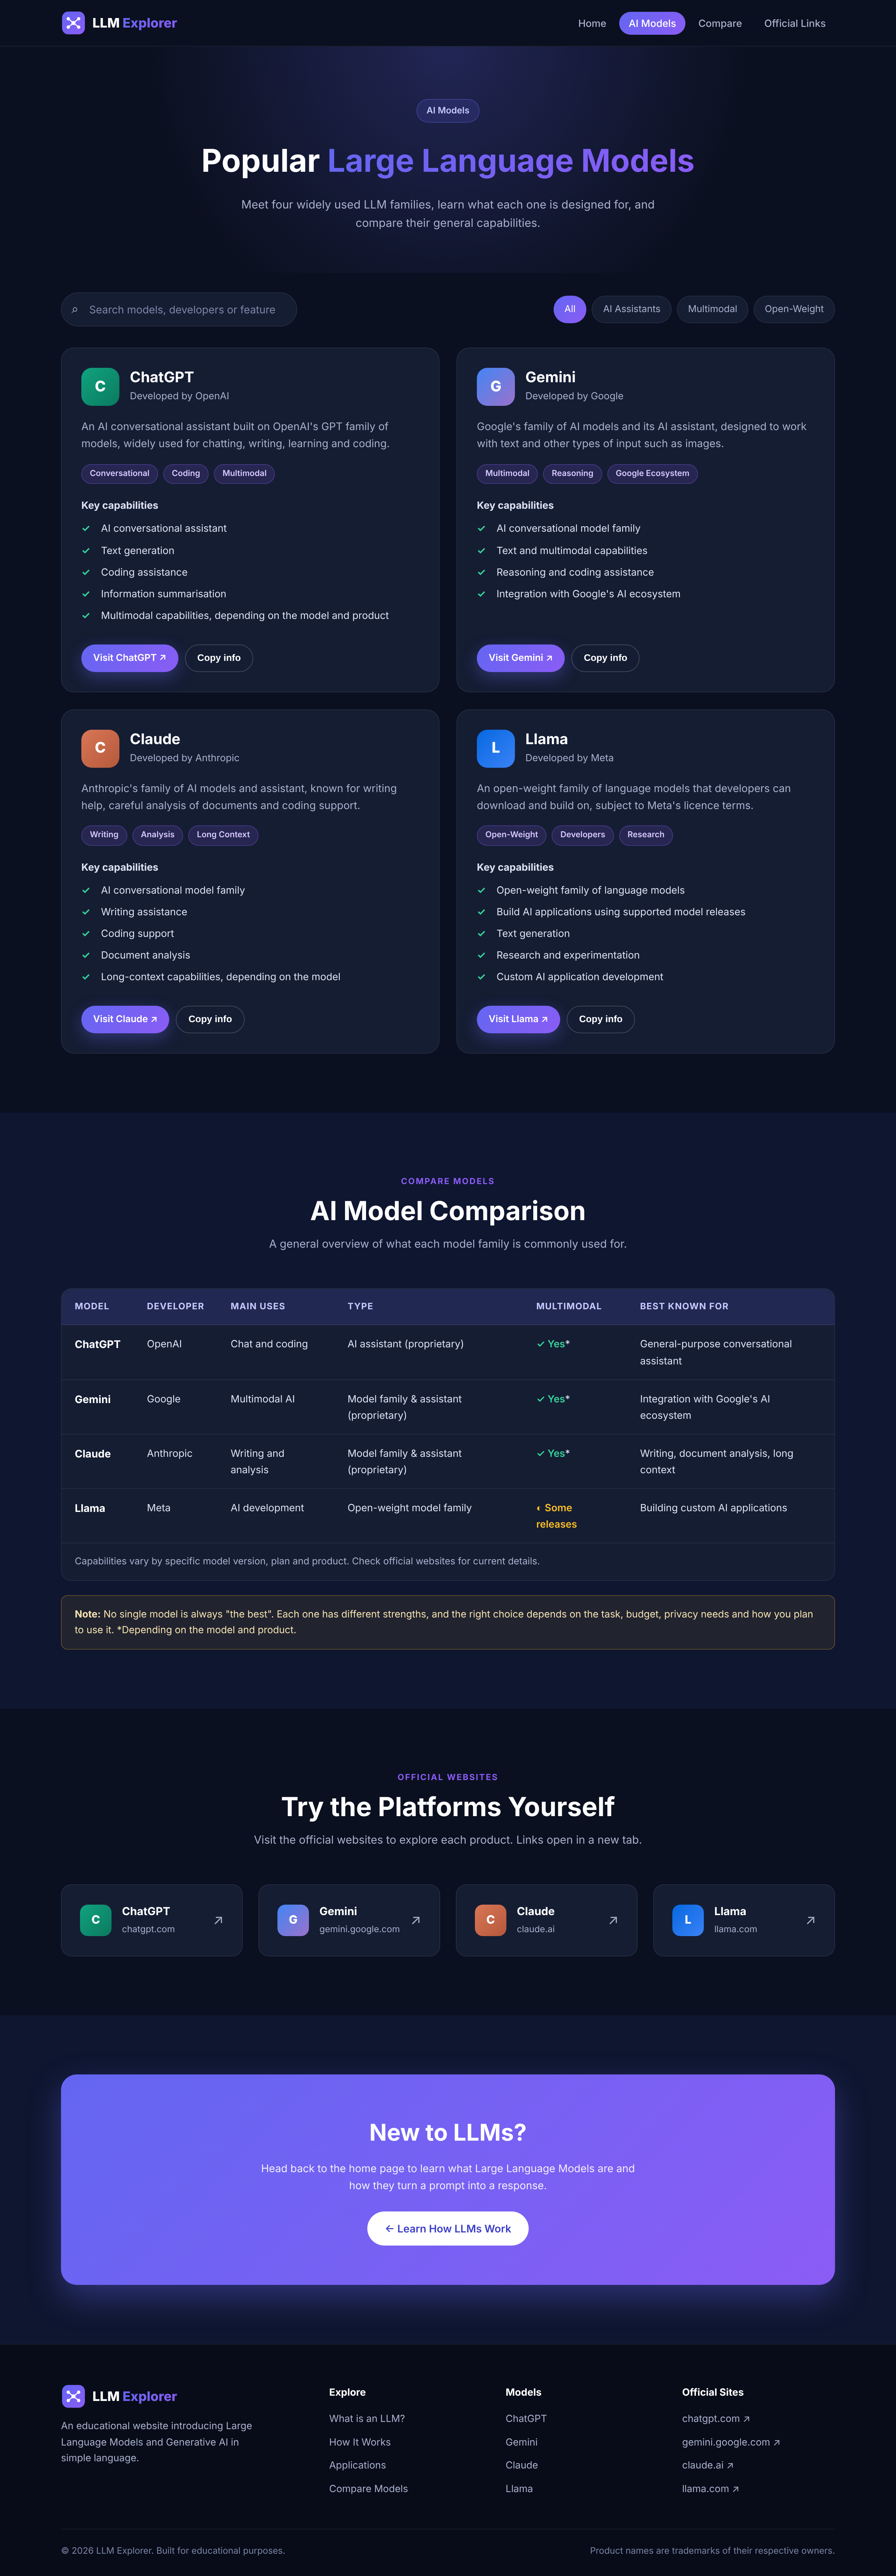 LLM Explorer
Home
AI Models
Compare
Official Links
AI Models
Popular Large Language Models
Meet four widely used LLM families, learn what each one is designed for, and
compare their general capabilities.
Search models, developers or feature
All
AI Assistants
Multimodal
Open-Weight
C
ChatGPT
Developed by OpenAI
An AI conversational assistant built on OpenAI's GPT family of
models, widely used for chatting, writing, learning and coding.
Conversational
Coding
Multimodal
Key capabilities
✓ AI conversational assistant
✓ Text generation
✓ Coding assistance
✓ Information summarisation
✓ Multimodal capabilities, depending on the model and product
Visit ChatGPT ↗
Copy info
G
Gemini
Developed by Google
Google's family of AI models and its AI assistant, designed to work
with text and other types of input such as images.
Multimodal
Reasoning
Google Ecosystem
Key capabilities
✓ AI conversational model family
✓ Text and multimodal capabilities
✓ Reasoning and coding assistance
✓ Integration with Google's AI ecosystem
Visit Gemini ↗
Copy info
C
Claude
Developed by Anthropic
Anthropic's family of AI models and assistant, known for writing
help, careful analysis of documents and coding support.
Writing
Analysis
Long Context
Key capabilities
✓ AI conversational model family
✓ Writing assistance
✓ Coding support
✓ Document analysis
✓ Long-context capabilities, depending on the model
Visit Claude ↗
Copy info
L
Llama
Developed by Meta
An open-weight family of language models that developers can
download and build on, subject to Meta's licence terms.
Open-Weight
Developers
Research
Key capabilities
✓ Open-weight family of language models
✓ Build AI applications using supported model releases
✓ Text generation
✓ Research and experimentation
✓ Custom AI application development
Visit Llama ↗
Copy info
COMPARE MODELS
AI Model Comparison
A general overview of what each model family is commonly used for.
MODEL DEVELOPER MAIN USES TYPE MULTIMODAL BEST KNOWN FOR
ChatGPT OpenAI Chat and coding AI assistant (proprietary) ✓ Yes* General-purpose conversational
assistant
Gemini Google Multimodal AI Model family & assistant ✓ Yes* Integration with Google's AI
(proprietary) ecosystem
Claude Anthropic Writing and Model family & assistant ✓ Yes* Writing, document analysis, long
analysis (proprietary) context
Llama Meta AI development Open-weight model family Some Building custom AI applications
releases
Capabilities vary by specific model version, plan and product. Check official websites for current details.
Note: No single model is always "the best". Each one has different strengths, and the right choice depends on the task, budget, privacy needs and how you plan
to use it. *Depending on the model and product.
OFFICIAL WEBSITES
Try the Platforms Yourself
Visit the official websites to explore each product. Links open in a new tab.
C
ChatGPT
chatgpt.com
↗
G
Gemini
gemini.google.com
↗
C
Claude
claude.ai
↗
L
Llama
llama.com
↗
New to LLMs?
Head back to the home page to learn what Large Language Models are and
how they turn a prompt into a response.
← Learn How LLMs Work
LLM Explorer
An educational website introducing Large
Language Models and Generative AI in
simple language.
Explore
What is an LLM?
How It Works
Applications
Compare Models
Models
ChatGPT
Gemini
Claude
Llama
Official Sites
chatgpt.com ↗
gemini.google.com ↗
claude.ai ↗
llama.com ↗
© 2026 LLM Explorer. Built for educational purposes.
Product names are trademarks of their respective owners.